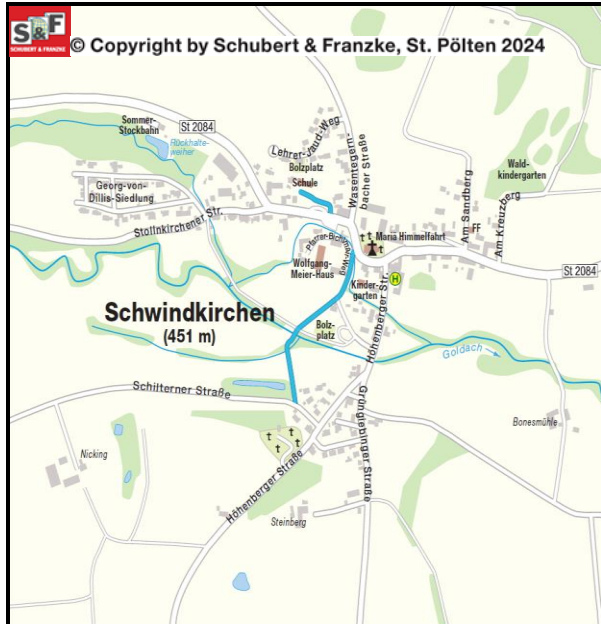 S&F
SCHUBERT & FRANZKE
© Copyright by Schubert & Franzke, St. Pölten 2024
Sommer-
Stockbahn
St 2084
Rückhalte-
weiher
Lehrer-Vaud-Weg
Wasentegern-
bacher Straße
Bolzplatz
Schule
Wald-
kindergarten
Georg-von-
Dillis-Siedlung
Stollnkirchener Str.
Am Sandberg
FF
Am Kreuzberg
Maria Himmelfahrt
Pfarrer-Bichlmair-Weg
Wolfgang-
Meier-Haus
Kinder-
garten
H
St 2084
Schwindkirchen
(451 m)
Bolz-
platz
Höhenberger Str.
Goldach
Schilterner Straße
Grüngiebinger Straße
Bonesmühle
Nicking
Höhenberger Straße
Steinberg